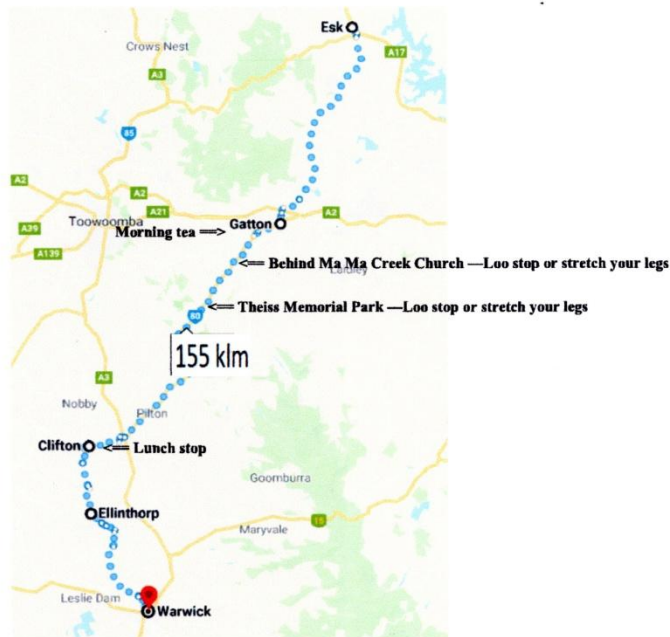 Esk
Crows Nest
A17
A3
85
A2
A2
A21
A2
A39
Toowoomba
Gatton
Morning tea ==>
A139
<== Behind Ma Ma Creek Church —Loo stop or stretch your legs
Laidley
<== Theiss Memorial Park —Loo stop or stretch your legs
80
155 klm
A3
Nobby
Pilton
Clifton
<== Lunch stop
Goomburra
Ellinthorp
15
Maryvale
Leslie Dam
Warwick